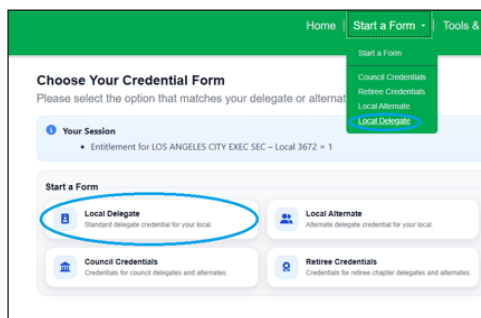 Home | Start a Form | Tools &
Start a Form
Council Credentials
Retiree Credentials
Local Alternate
Local Delegate
Choose Your Credential Form
Please select the option that matches your delegate or alternat
Your Session
• Entitlement for LOS ANGELES CITY EXEC SEC – Local 3672 = 1
Start a Form
Local Delegate
Standard delegate credential for your local.
Local Alternate
Alternate delegate credential for your local.
Council Credentials
Credentials for council delegates and alternates.
Retiree Credentials
Credentials for retiree chapter delegates and alternates.